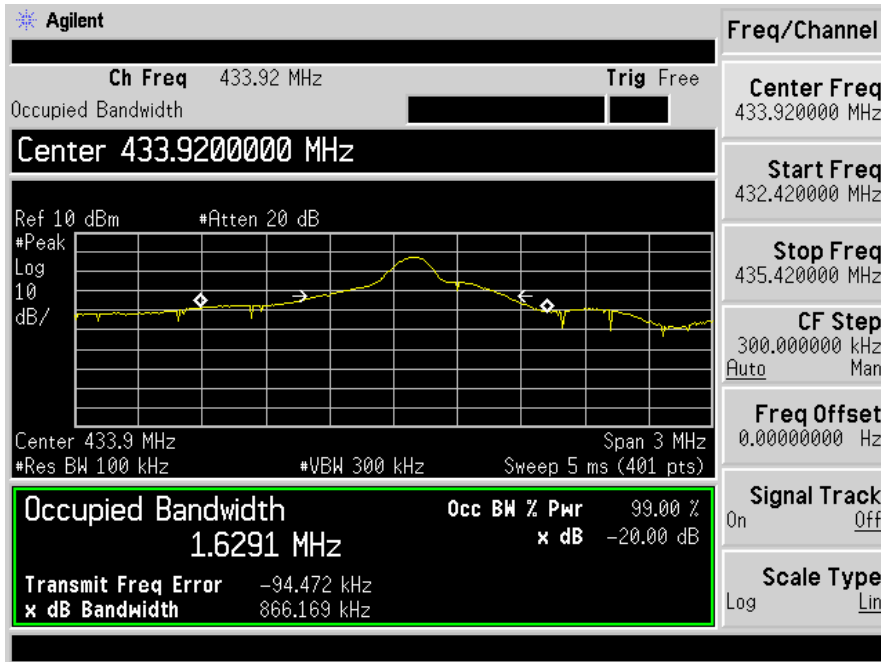 Agilent
Ch Freq 433.92 MHz Trig Free
Occupied Bandwidth
Center 433.9200000 MHz
Ref 10 dBm #Atten 20 dB
#Peak
Log
10
dB/
Center 433.9 MHz Span 3 MHz
#Res BW 100 kHz #VBW 300 kHz Sweep 5 ms (401 pts)
Occupied Bandwidth
1.6291 MHz
Occ BW % Pwr 99.00 %
x dB -20.00 dB
Transmit Freq Error -94.472 kHz
x dB Bandwidth 866.169 kHz
Freq/Channel
Center Freq
433.920000 MHz
Start Freq
432.420000 MHz
Stop Freq
435.420000 MHz
CF Step
300.000000 kHz
Auto Man
Freq Offset
0.00000000 Hz
Signal Track
On Off
Scale Type
Log Lin